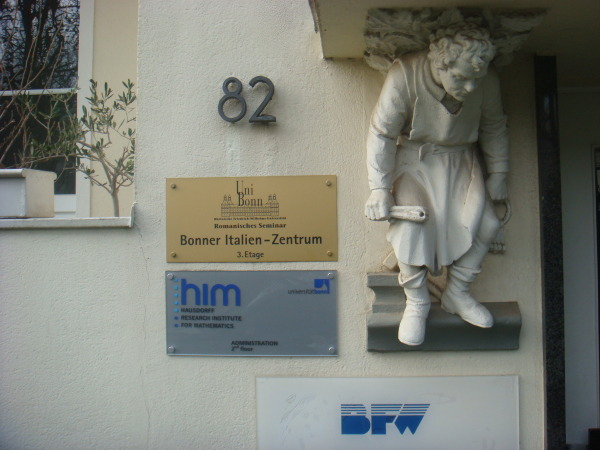 82
Uni
Bonn
Romanisches Seminar
Bonner Italien-Zentrum
3. Etage
him
universitätbonn
HAUSDORFF
RESEARCH INSTITUTE
FOR MATHEMATICS
ADMINISTRATION
2nd floor
BFW